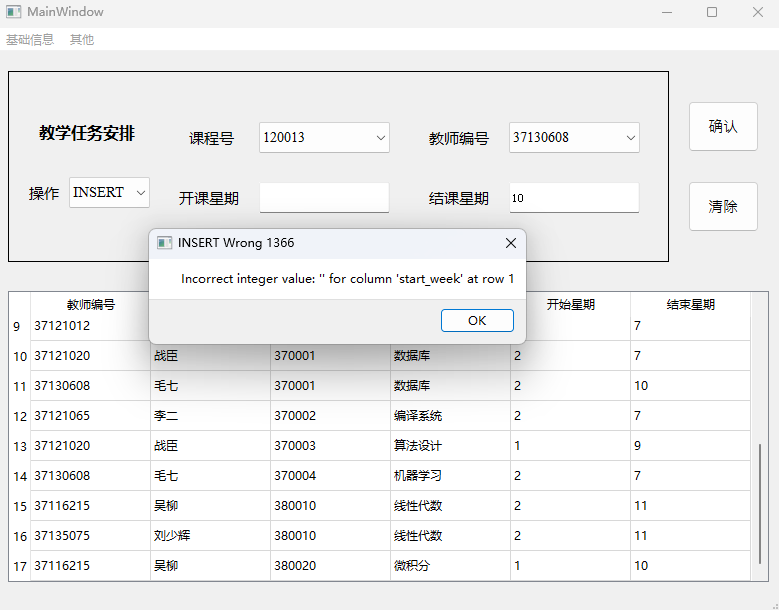 MainWindow
基础信息 其他
教学任务安排 课程号 120013 教师编号 37130608 确认
操作 INSERT 开课星期 结课星期 10 清除
INSERT Wrong 1366
Incorrect integer value: '' for column 'start_week' at row 1
OK
教师编号 开始星期 结束星期
9 37121012 7
10 37121020 战臣 370001 数据库 2 7
11 37130608 毛七 370001 数据库 2 10
12 37121065 李二 370002 编译系统 2 7
13 37121020 战臣 370003 算法设计 1 9
14 37130608 毛七 370004 机器学习 2 7
15 37116215 吴柳 380010 线性代数 2 11
16 37135075 刘少辉 380010 线性代数 2 11
17 37116215 吴柳 380020 微积分 1 10